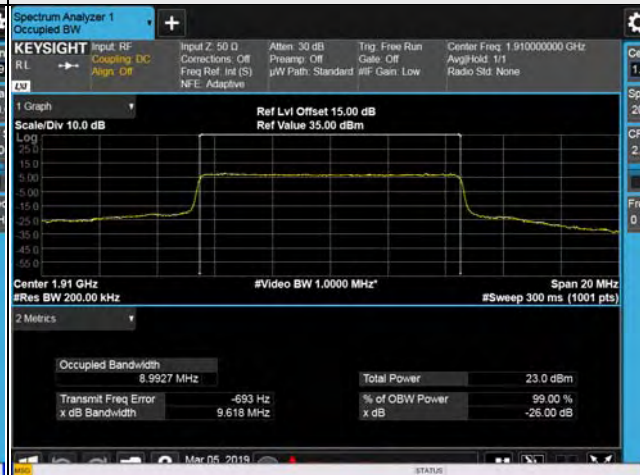 Spectrum Analyzer 1
Occupied BW
KEYSIGHT Input: RF Input Z: 50 Ω Atten: 30 dB Trig: Free Run Center Freq: 1.910000000 GHz
RL Coupling: DC Corrections: Off Preamp: Off Gate: Off Avg|Hold: 1/1
Align: Off Freq Ref: Int (S) µW Path: Standard #IF Gain: Low Radio Std: None
NFE: Adaptive
LXI
1 Graph
Ref Lvl Offset 15.00 dB
Scale/Div 10.0 dB Ref Value 35.00 dBm
Log
25.0
15.0
5.00
-5.00
-15.0
-25.0
-35.0
-45.0
-55.0
Center 1.91 GHz #Video BW 1.0000 MHz* Span 20 MHz
#Res BW 200.00 kHz #Sweep 300 ms (1001 pts)
2 Metrics
Occupied Bandwidth
8.9927 MHz Total Power 23.0 dBm
Transmit Freq Error -693 Hz % of OBW Power 99.00 %
x dB Bandwidth 9.618 MHz x dB -26.00 dB
Mar 05, 2019
MSG STATUS